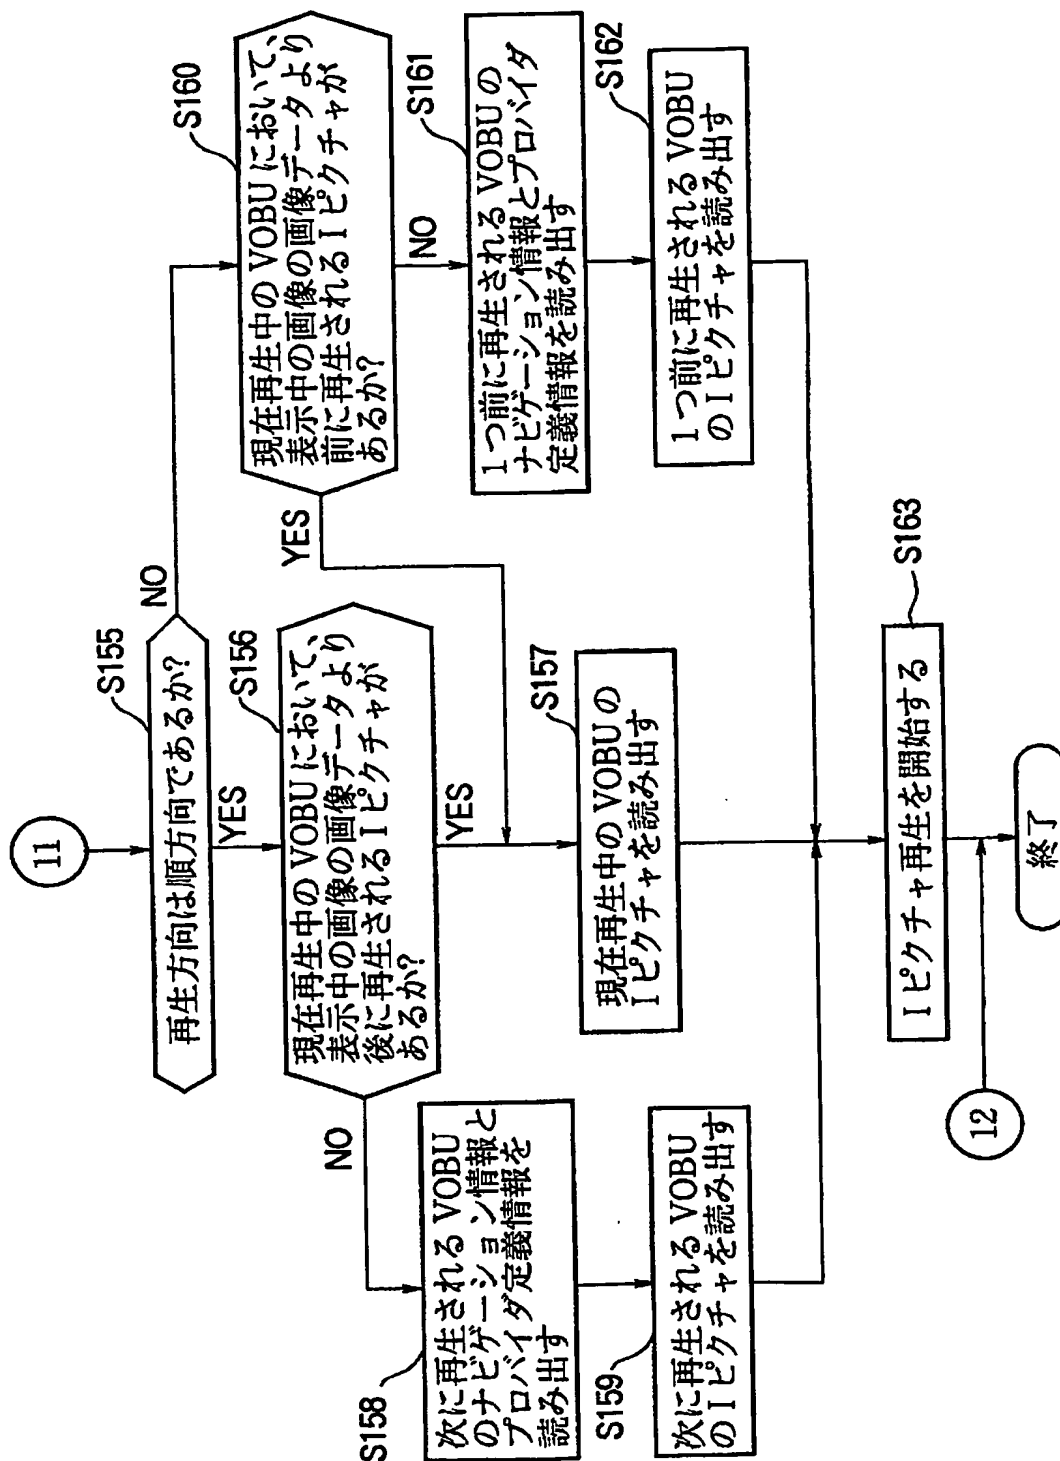 11
S155
再生方向は順方向であるか?
NO
YES
S156
現在再生中の VOBU において、
表示中の画像の画像データより
後に再生される I ピクチャが
あるか?
NO
YES
S160
現在再生中の VOBU において、
表示中の画像の画像データより
前に再生される I ピクチャが
あるか?
YES
NO
S158
次に再生される VOBU
のナビゲーション情報と
プロバイダ定義情報を
読み出す
S157
現在再生中の VOBU の
I ピクチャを読み出す
S161
1つ前に再生される VOBU の
ナビゲーション情報とプロバイダ
定義情報を読み出す
S159
次に再生される VOBU
の I ピクチャを読み出す
S162
1つ前に再生される VOBU
の I ピクチャを読み出す
S163
I ピクチャ再生を開始する
12
終了